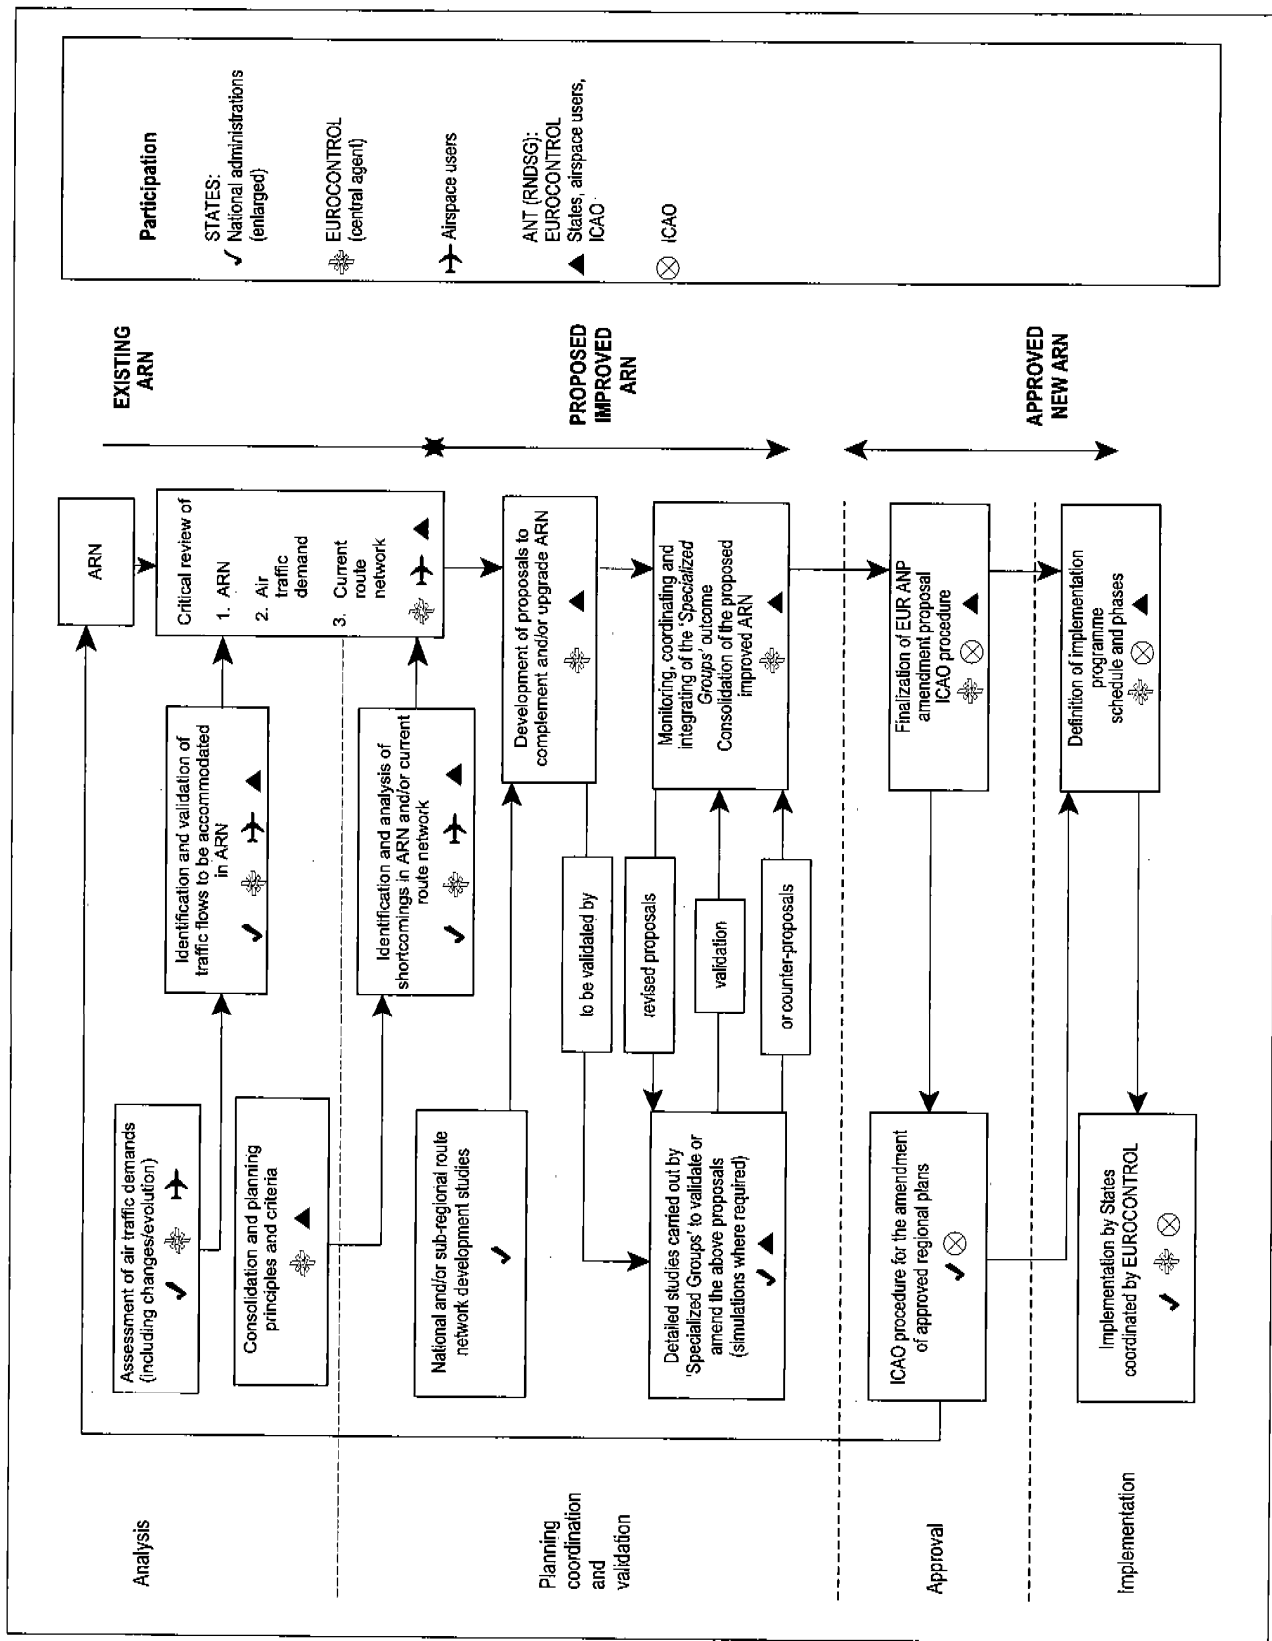 Analysis
Assessment of air traffic demands
(including changes/evolution)
Consolidation and planning
principles and criteria
Identification and validation of
traffic flows to be accommodated
in ARN
ARN
Critical review of
1. ARN
2. Air
traffic
demand
3. Current
route
network
EXISTING
ARN
Identification and analysis of
shortcomings in ARN and/or current
route network
Planning
coordination
and
validation
National and/or sub-regional route
network development studies
Development of proposals to
complement and/or upgrade ARN
to be validated by
PROPOSED
IMPROVED
ARN
Detailed studies carried out by
'Specialized Groups' to validate or
amend the above proposals
(simulations where required)
revised proposals
validation
or counter-proposals
Monitoring, coordinating and
integrating of the 'Specialized
Groups' outcome
Consolidation of the proposed
improved ARN
Approval
ICAO procedure for the amendment
of approved regional plans
Finalization of EUR ANP
amendment proposal
ICAO procedure
APPROVED
NEW ARN
Implementation
Implementation by States
coordinated by EUROCONTROL
Definition of implementation
programme
schedule and phases
Participation
STATES:
National administrations
(enlarged)
EUROCONTROL
(central agent)
Airspace users
ANT (RNDSG):
EUROCONTROL
States, airspace users,
ICAO
ICAO